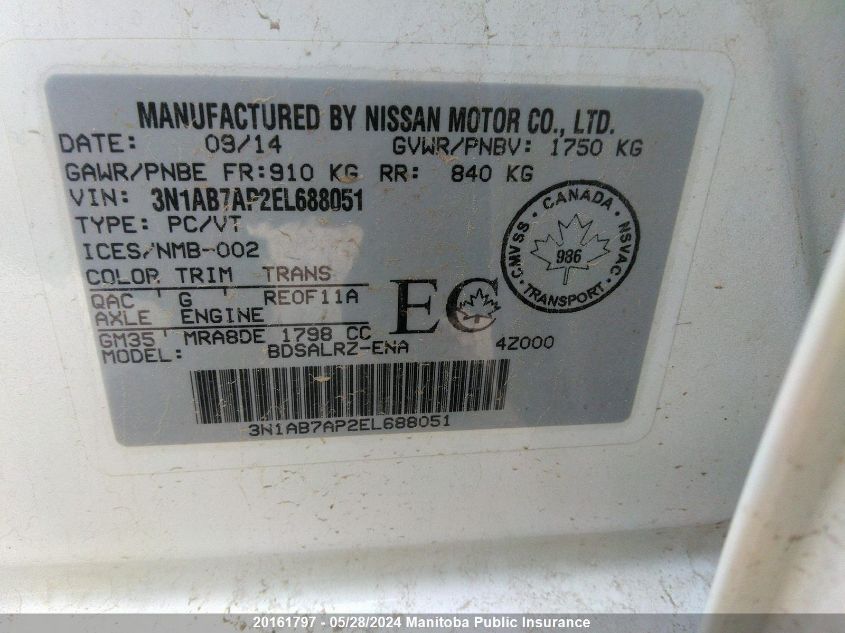 MANUFACTURED BY NISSAN MOTOR CO., LTD.
DATE: 09/14 GVWR/PNBV: 1750 KG
GAWR/PNBE FR:910 KG RR: 840 KG
VIN: 3N1AB7AP2EL688051
TYPE: PC/VT
ICES/NMB-002
COLOR TRIM TRANS
QAC G RE0F11A
AXLE ENGINE
GM35 MRA8DE 1798 CC
MODEL: BDSALRZ-ENA 4Z000
EC
CANADA
CMVSS · NSVAC
986
TRANSPORT
3N1AB7AP2EL688051
20161797 - 05/28/2024 Manitoba Public Insurance